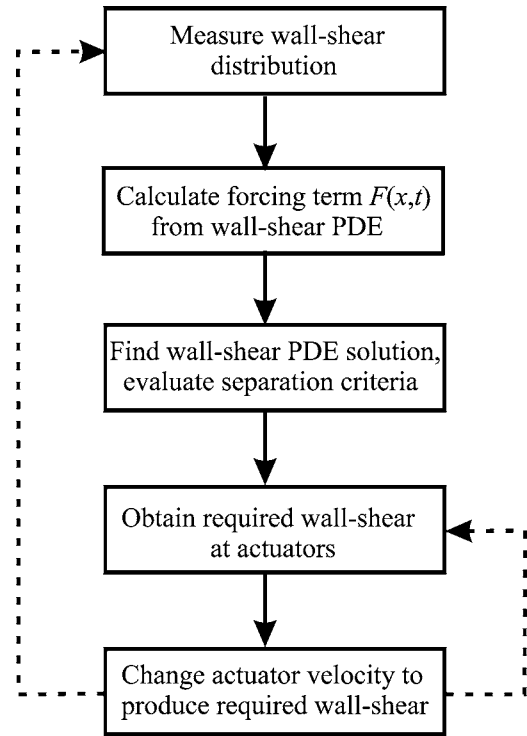 Measure wall-shear
distribution
Calculate forcing term F(x,t)
from wall-shear PDE
Find wall-shear PDE solution,
evaluate separation criteria
Obtain required wall-shear
at actuators
Change actuator velocity to
produce required wall-shear